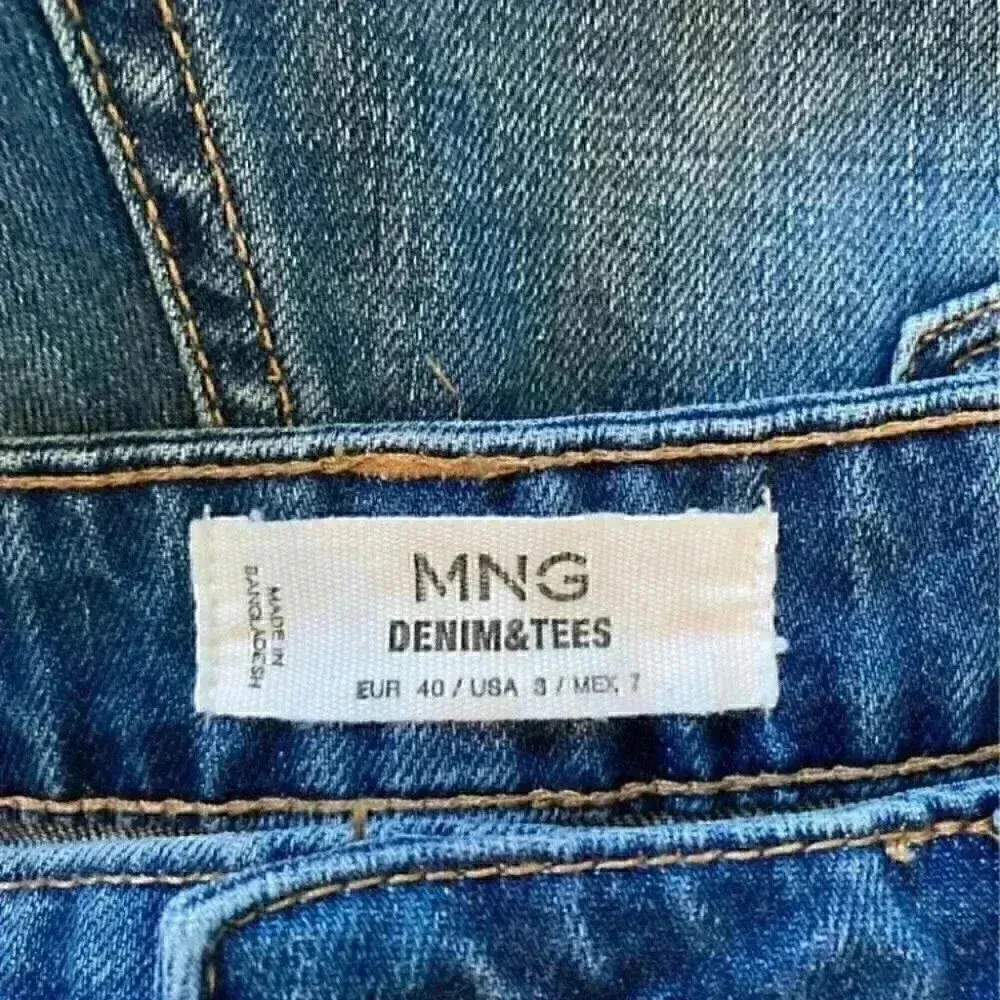 MADE IN
BANGLADESH
MNG
DENIM&TEES
EUR 40 / USA 8 / MEX. 7